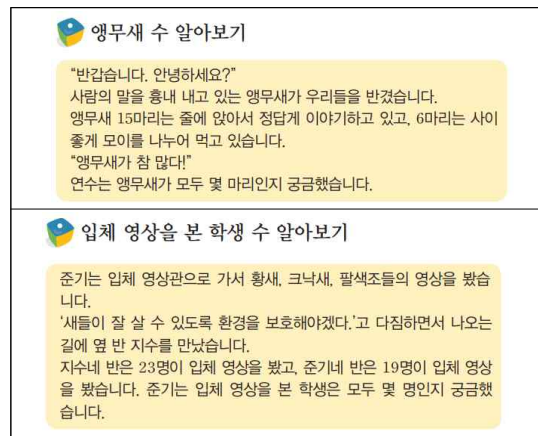 앵무새 수 알아보기
“반갑습니다. 안녕하세요?”
사람의 말을 흉내 내고 있는 앵무새가 우리들을 반겼습니다.
앵무새 15마리는 줄에 앉아서 정답게 이야기하고 있고, 6마리는 사이
좋게 모이를 나누어 먹고 있습니다.
“앵무새가 참 많다!”
연수는 앵무새가 모두 몇 마리인지 궁금했습니다.
입체 영상을 본 학생 수 알아보기
준기는 입체 영상관으로 가서 황새, 크낙새, 팔색조들의 영상을 봤습
니다.
‘새들이 잘 살 수 있도록 환경을 보호해야겠다.’고 다짐하면서 나오는
길에 옆 반 지수를 만났습니다.
지수네 반은 23명이 입체 영상을 봤고, 준기네 반은 19명이 입체 영상
을 봤습니다. 준기는 입체 영상을 본 학생은 모두 몇 명인지 궁금했
습니다.